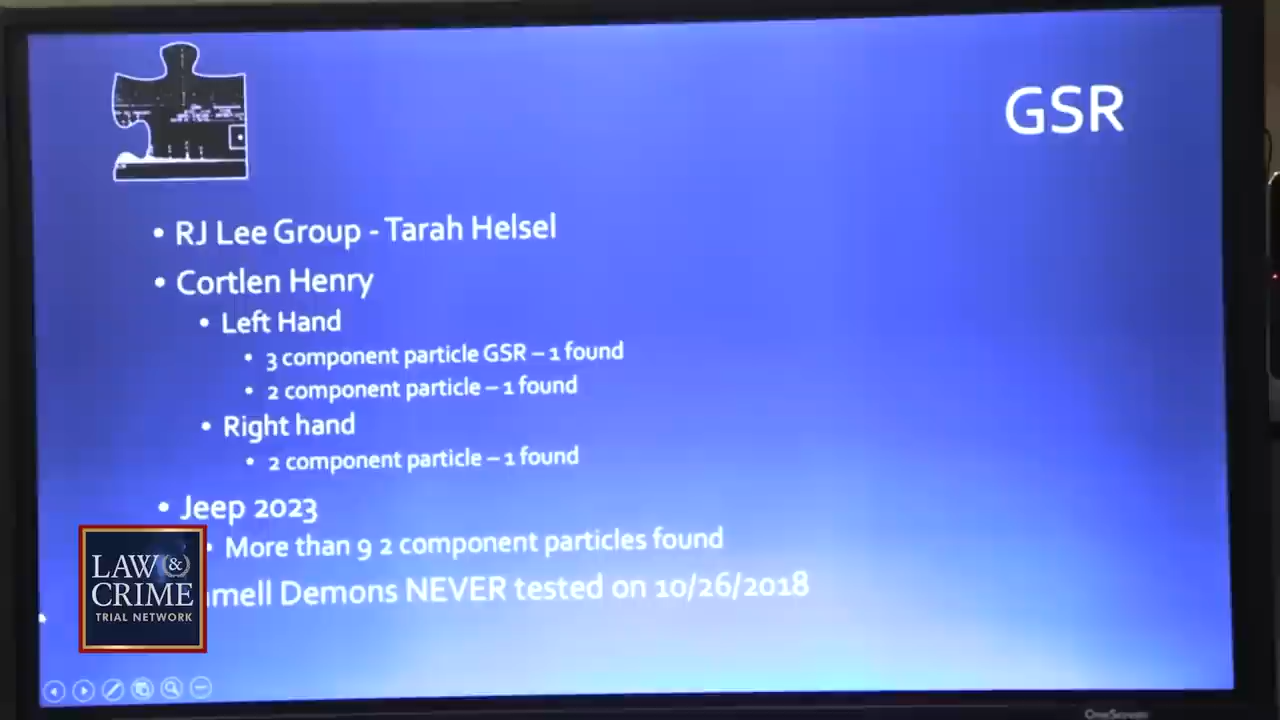 GSR
• RJ Lee Group - Tarah Helsel
• Cortlen Henry
• Left Hand
• 3 component particle GSR – 1 found
• 2 component particle – 1 found
• Right hand
• 2 component particle – 1 found
• Jeep 2023
• More than 9 2 component particles found
mell Demons NEVER tested on 10/26/2018
LAW &
CRIME
TRIAL NETWORK
OneScreen